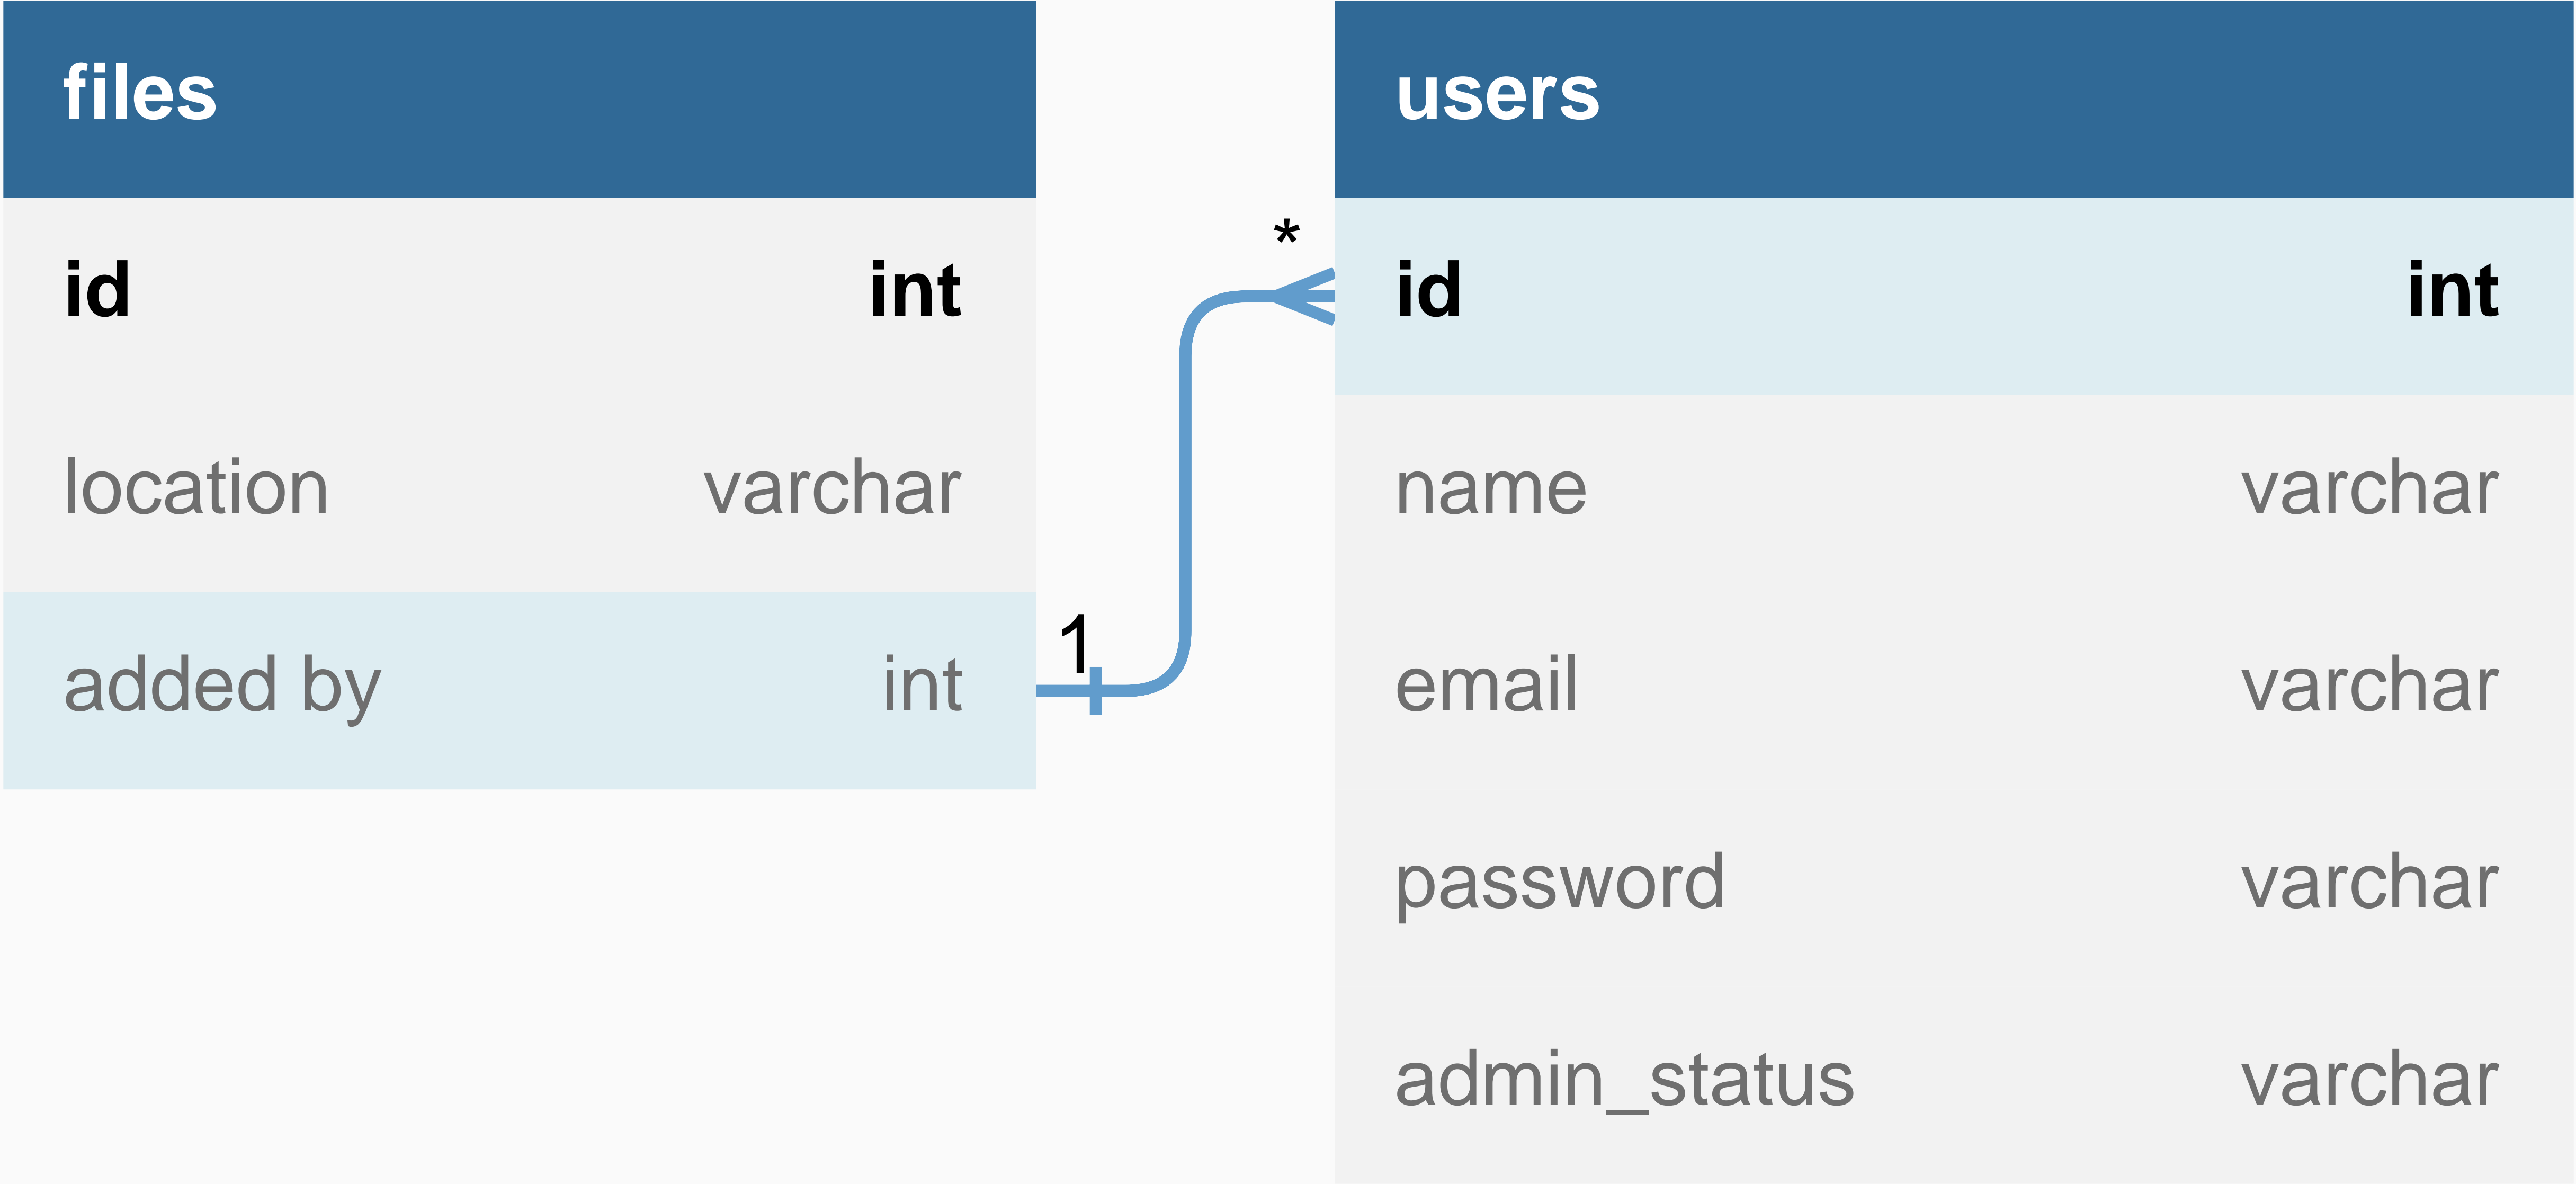 files
id int
location varchar
added by int
1
*
users
id int
name varchar
email varchar
password varchar
admin_status varchar